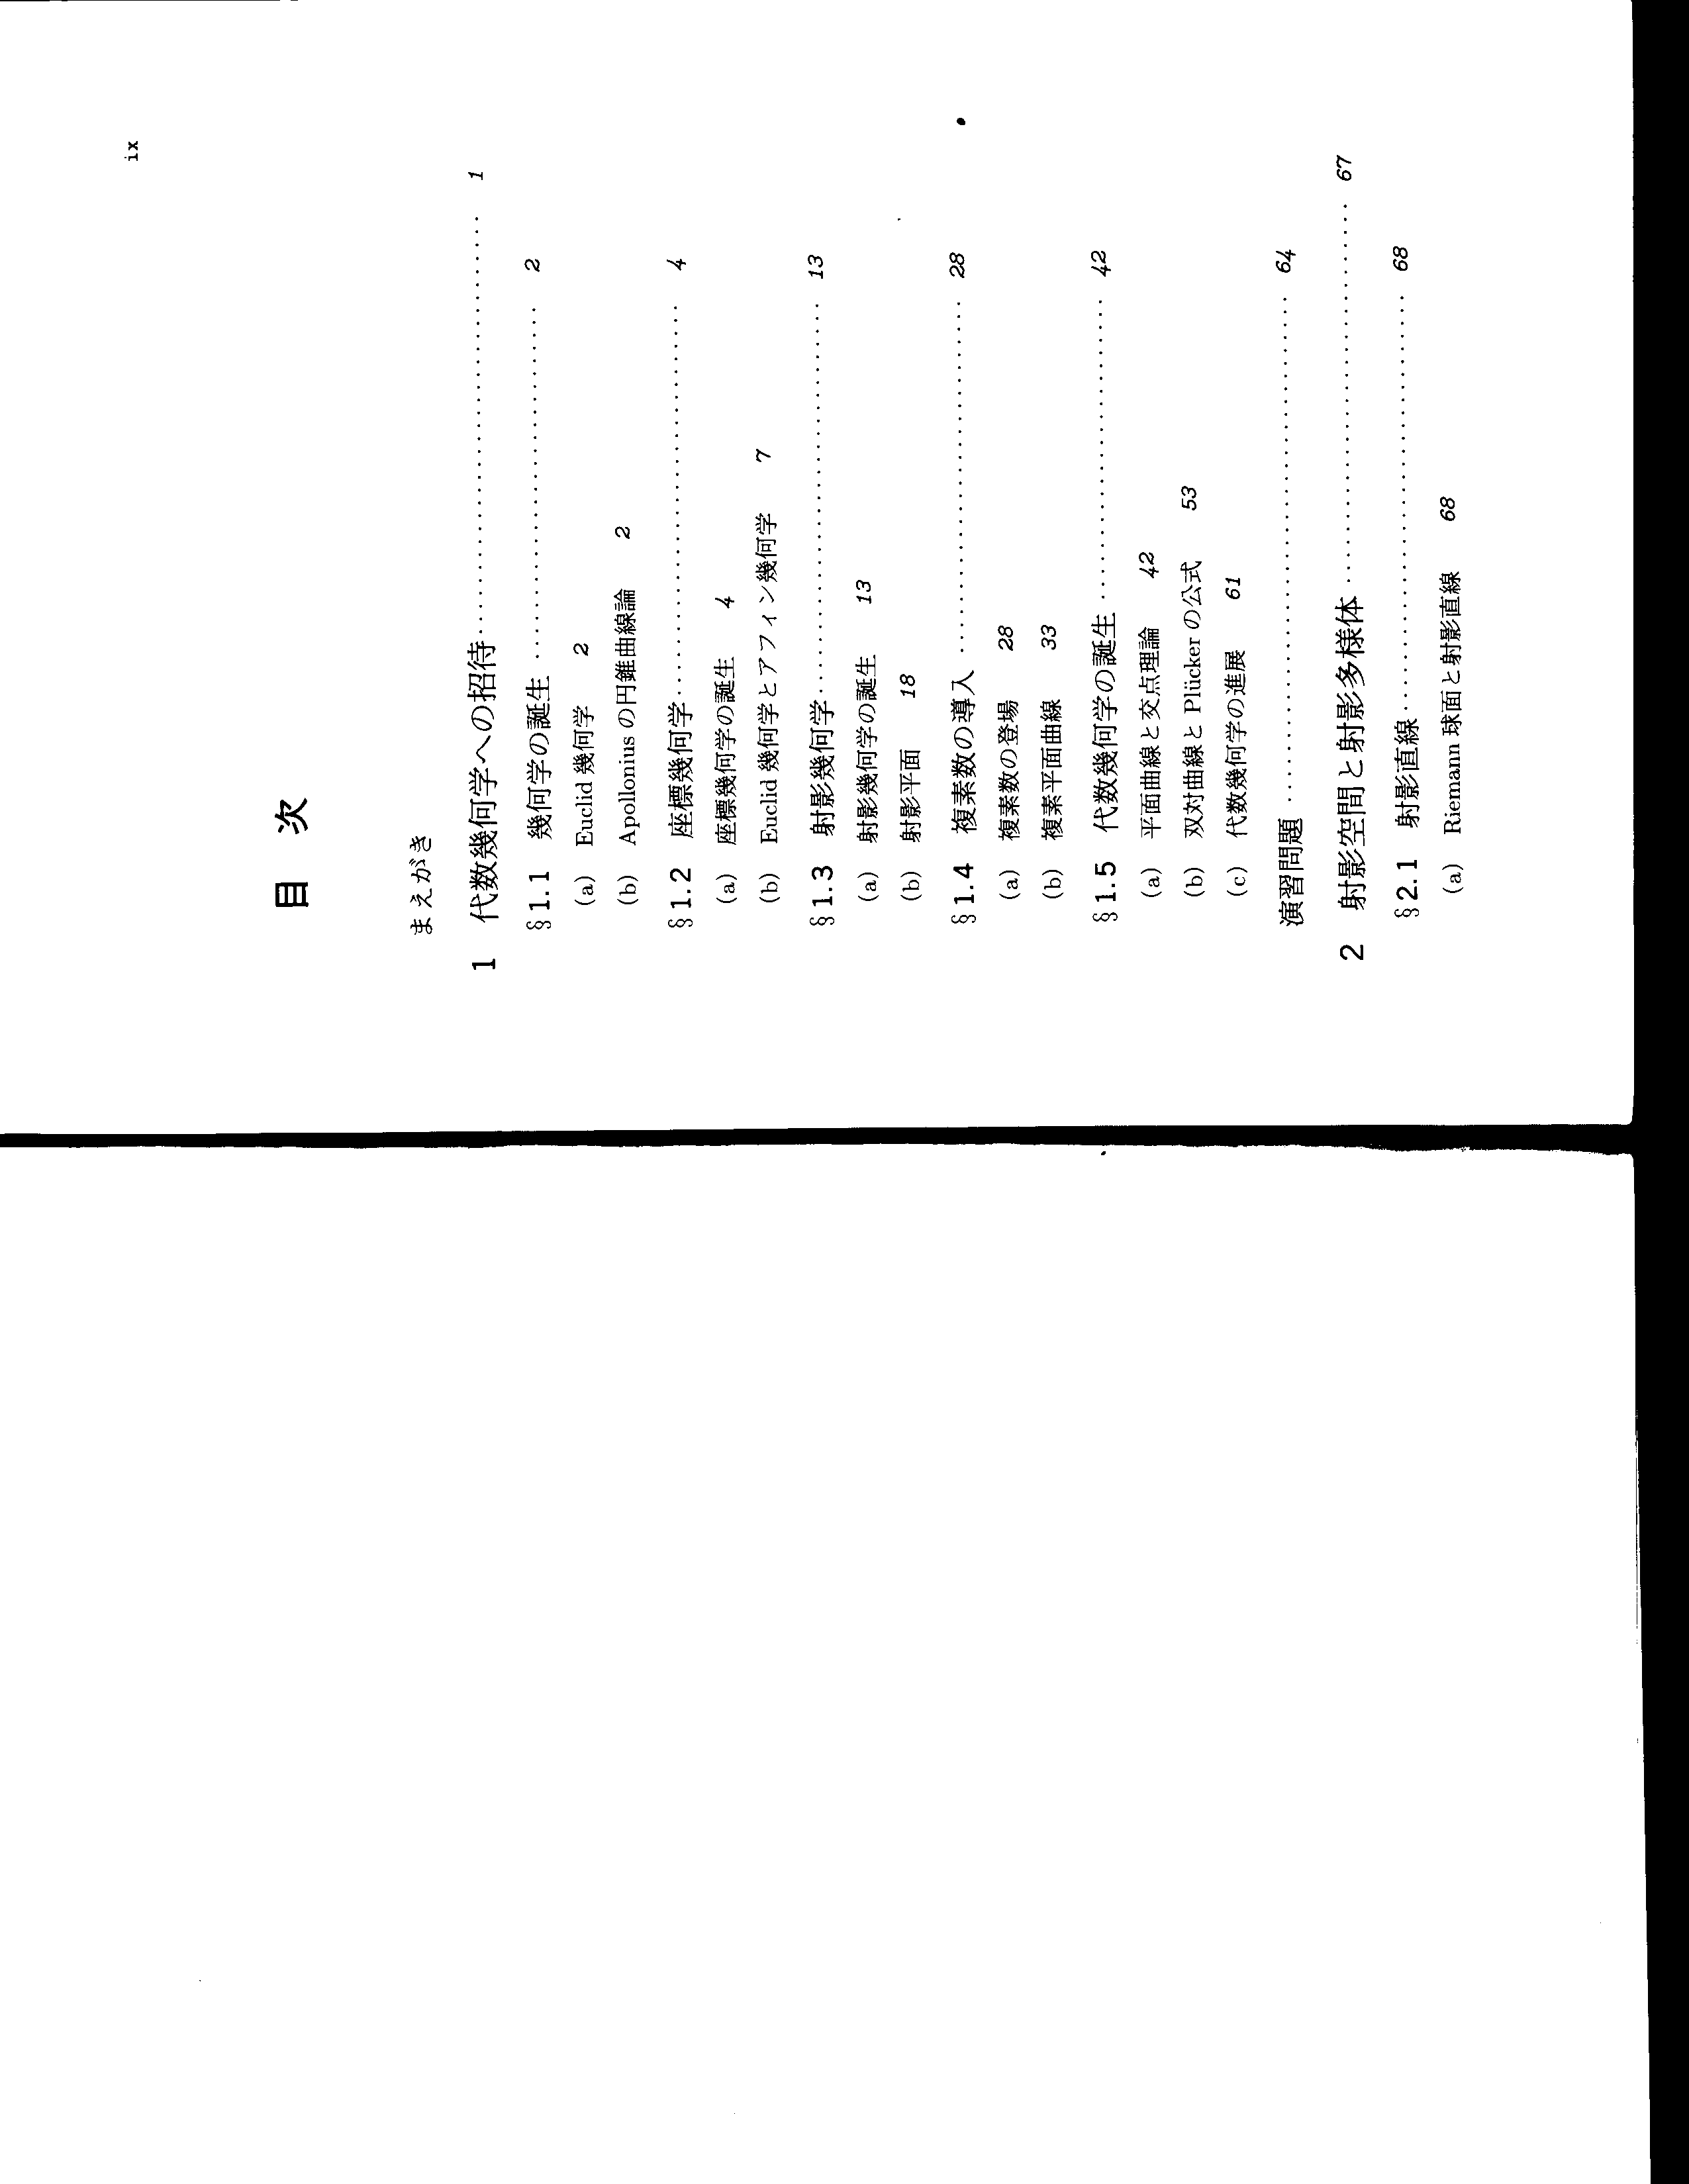 ix
目 次
まえがき
1 代数幾何学への招待 ........................................ 1
§1.1 幾何学の誕生 ........................................ 2
(a) Euclid 幾何学 2
(b) Apollonius の円錐曲線論 2
§1.2 座標幾何学 ........................................ 4
(a) 座標幾何学の誕生 4
(b) Euclid 幾何学とアフィン幾何学 7
§1.3 射影幾何学 ........................................ 13
(a) 射影幾何学の誕生 13
(b) 射影平面 18
§1.4 複素数の導入 ........................................ 28
(a) 複素数の登場 28
(b) 複素平面曲線 33
§1.5 代数幾何学の誕生 ........................................ 42
(a) 平面曲線と交点理論 42
(b) 双対曲線と Plücker の公式 53
(c) 代数幾何学の進展 61
演習問題 ........................................ 64
2 射影空間と射影多様体 ........................................ 67
§2.1 射影直線 ........................................ 68
(a) Riemann 球面と射影直線 68